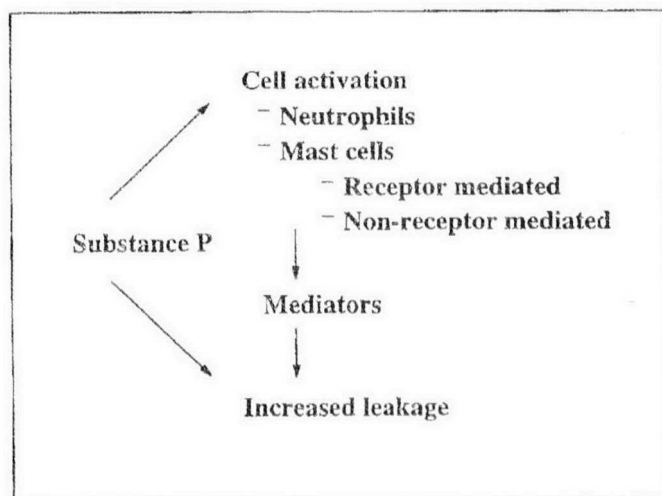 Cell activation
– Neutrophils
– Mast cells
– Receptor mediated
– Non-receptor mediated
Substance P
Mediators
Increased leakage